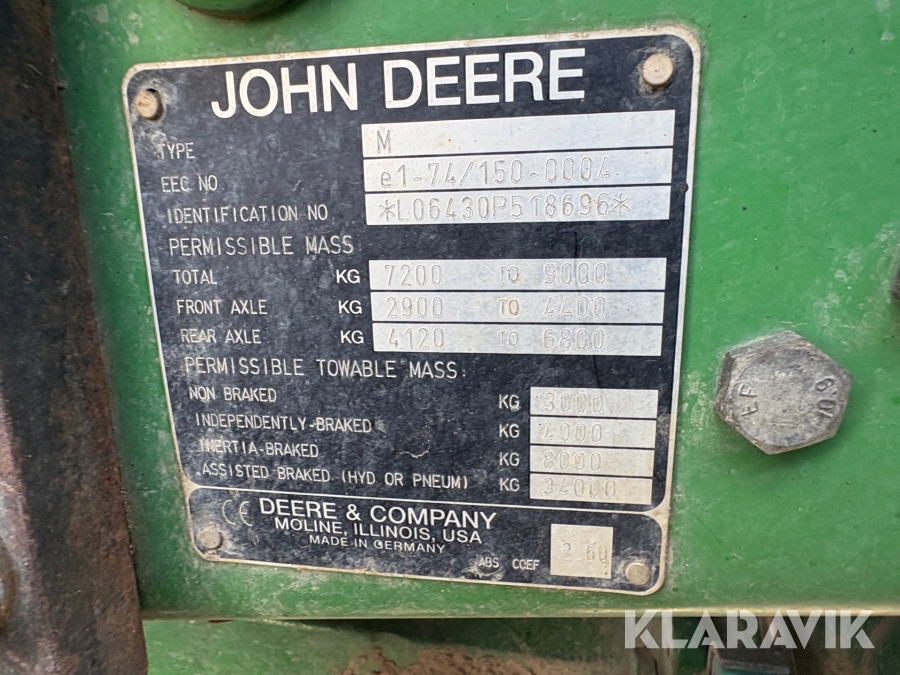 JOHN DEERE
TYPE M
EEC NO e1-74/150-0004
IDENTIFICATION NO *L06430P518696*
PERMISSIBLE MASS:
TOTAL KG 7200 TO 9000
FRONT AXLE KG 2900 TO 4400
REAR AXLE KG 4120 TO 6800
PERMISSIBLE TOWABLE MASS:
NON BRAKED KG 3000
INDEPENDENTLY-BRAKED KG 4000
INERTIA-BRAKED KG 8000
ASSISTED BRAKED (HYD OR PNEUM) KG 34000
CE DEERE & COMPANY
MOLINE, ILLINOIS, USA
MADE IN GERMANY
ABS COEF 2.60
10.9
KLARAVIK